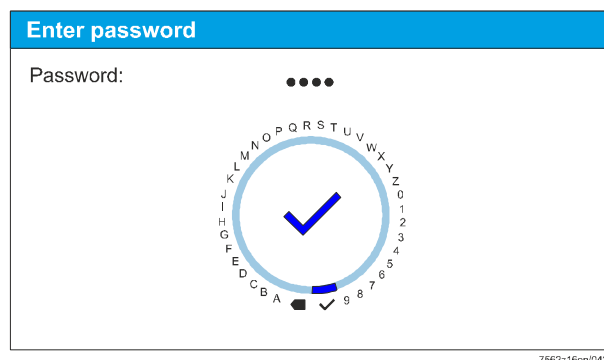 Enter password
Password: ●●●●
A B C D E F G H I J K L M N O P Q R S T U V W X Y Z 0 1 2 3 4 5 6 7 8 9